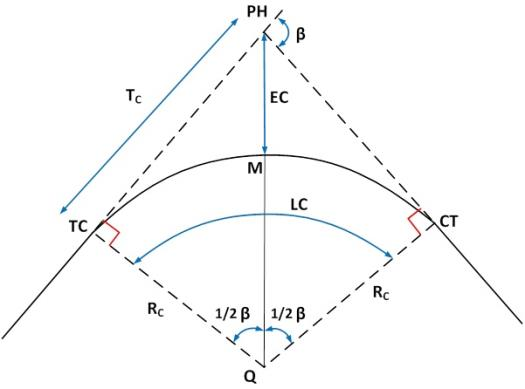 PH
β
T_C
EC
M
TC
LC
CT
R_C
R_C
1/2 β
1/2 β
Q